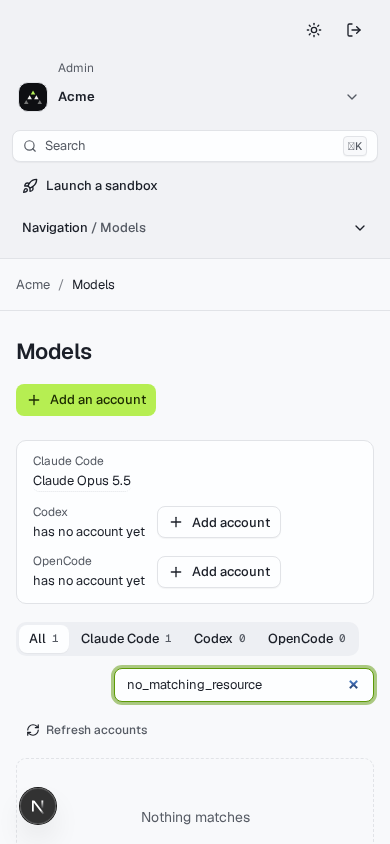 Admin
Acme
Search
K
Launch a sandbox
Navigation / Models
Acme / Models
Models
Add an account
Claude Code
Claude Opus 5.5
Codex
has no account yet
Add account
OpenCode
has no account yet
Add account
All 1 Claude Code 1 Codex 0 OpenCode 0
no_matching_resource
Refresh accounts
N
Nothing matches